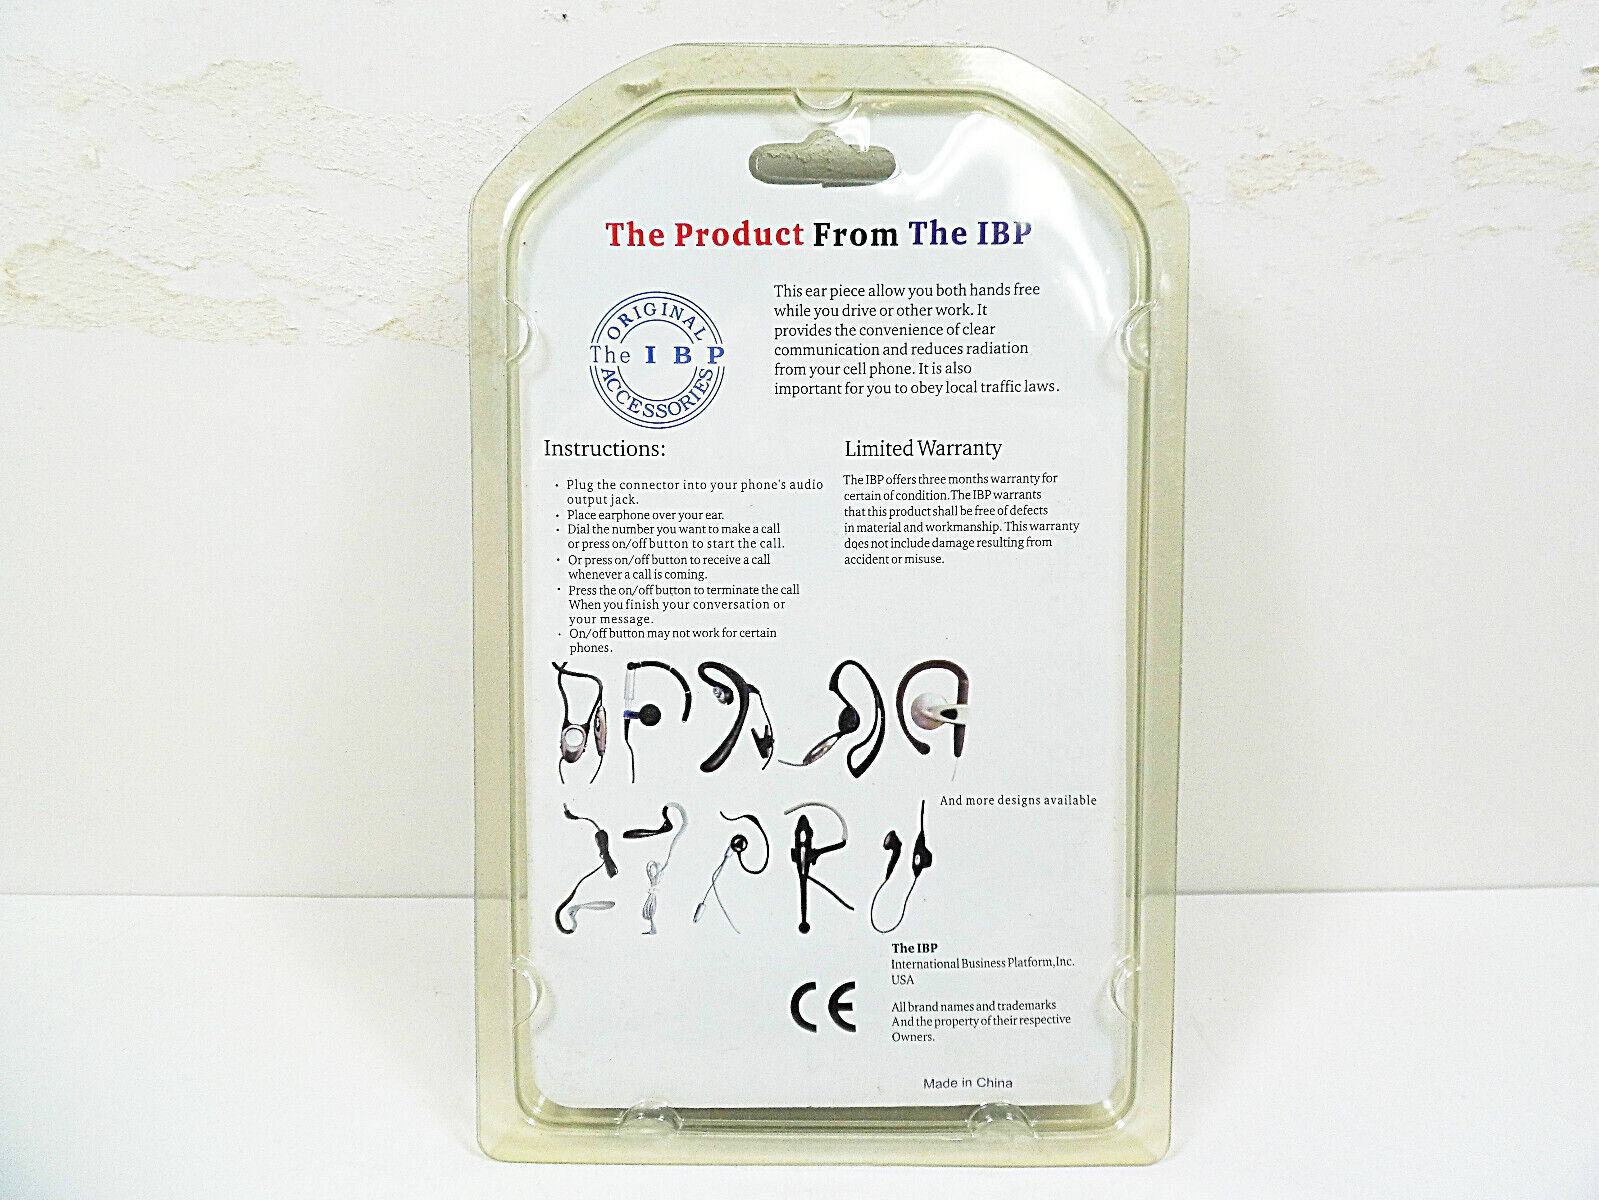 The Product From The IBP
This ear piece allow you both hands free
while you drive or other work. It
provides the convenience of clear
communication and reduces radiation
from your cell phone. It is also
important for you to obey local traffic laws.
ORIGINAL
The I B P
ACCESSORIES
Instructions:
· Plug the connector into your phone's audio
output jack.
· Place earphone over your ear.
· Dial the number you want to make a call
or press on/off button to start the call.
· Or press on/off button to receive a call
whenever a call is coming.
· Press the on/off button to terminate the call
When you finish your conversation or
your message.
· On/off button may not work for certain
phones.
Limited Warranty
The IBP offers three months warranty for
certain of condition. The IBP warrants
that this product shall be free of defects
in material and workmanship. This warranty
does not include damage resulting from
accident or misuse.
And more designs available
The IBP
International Business Platform,Inc.
USA
CE
All brand names and trademarks
And the property of their respective
Owners.
Made in China